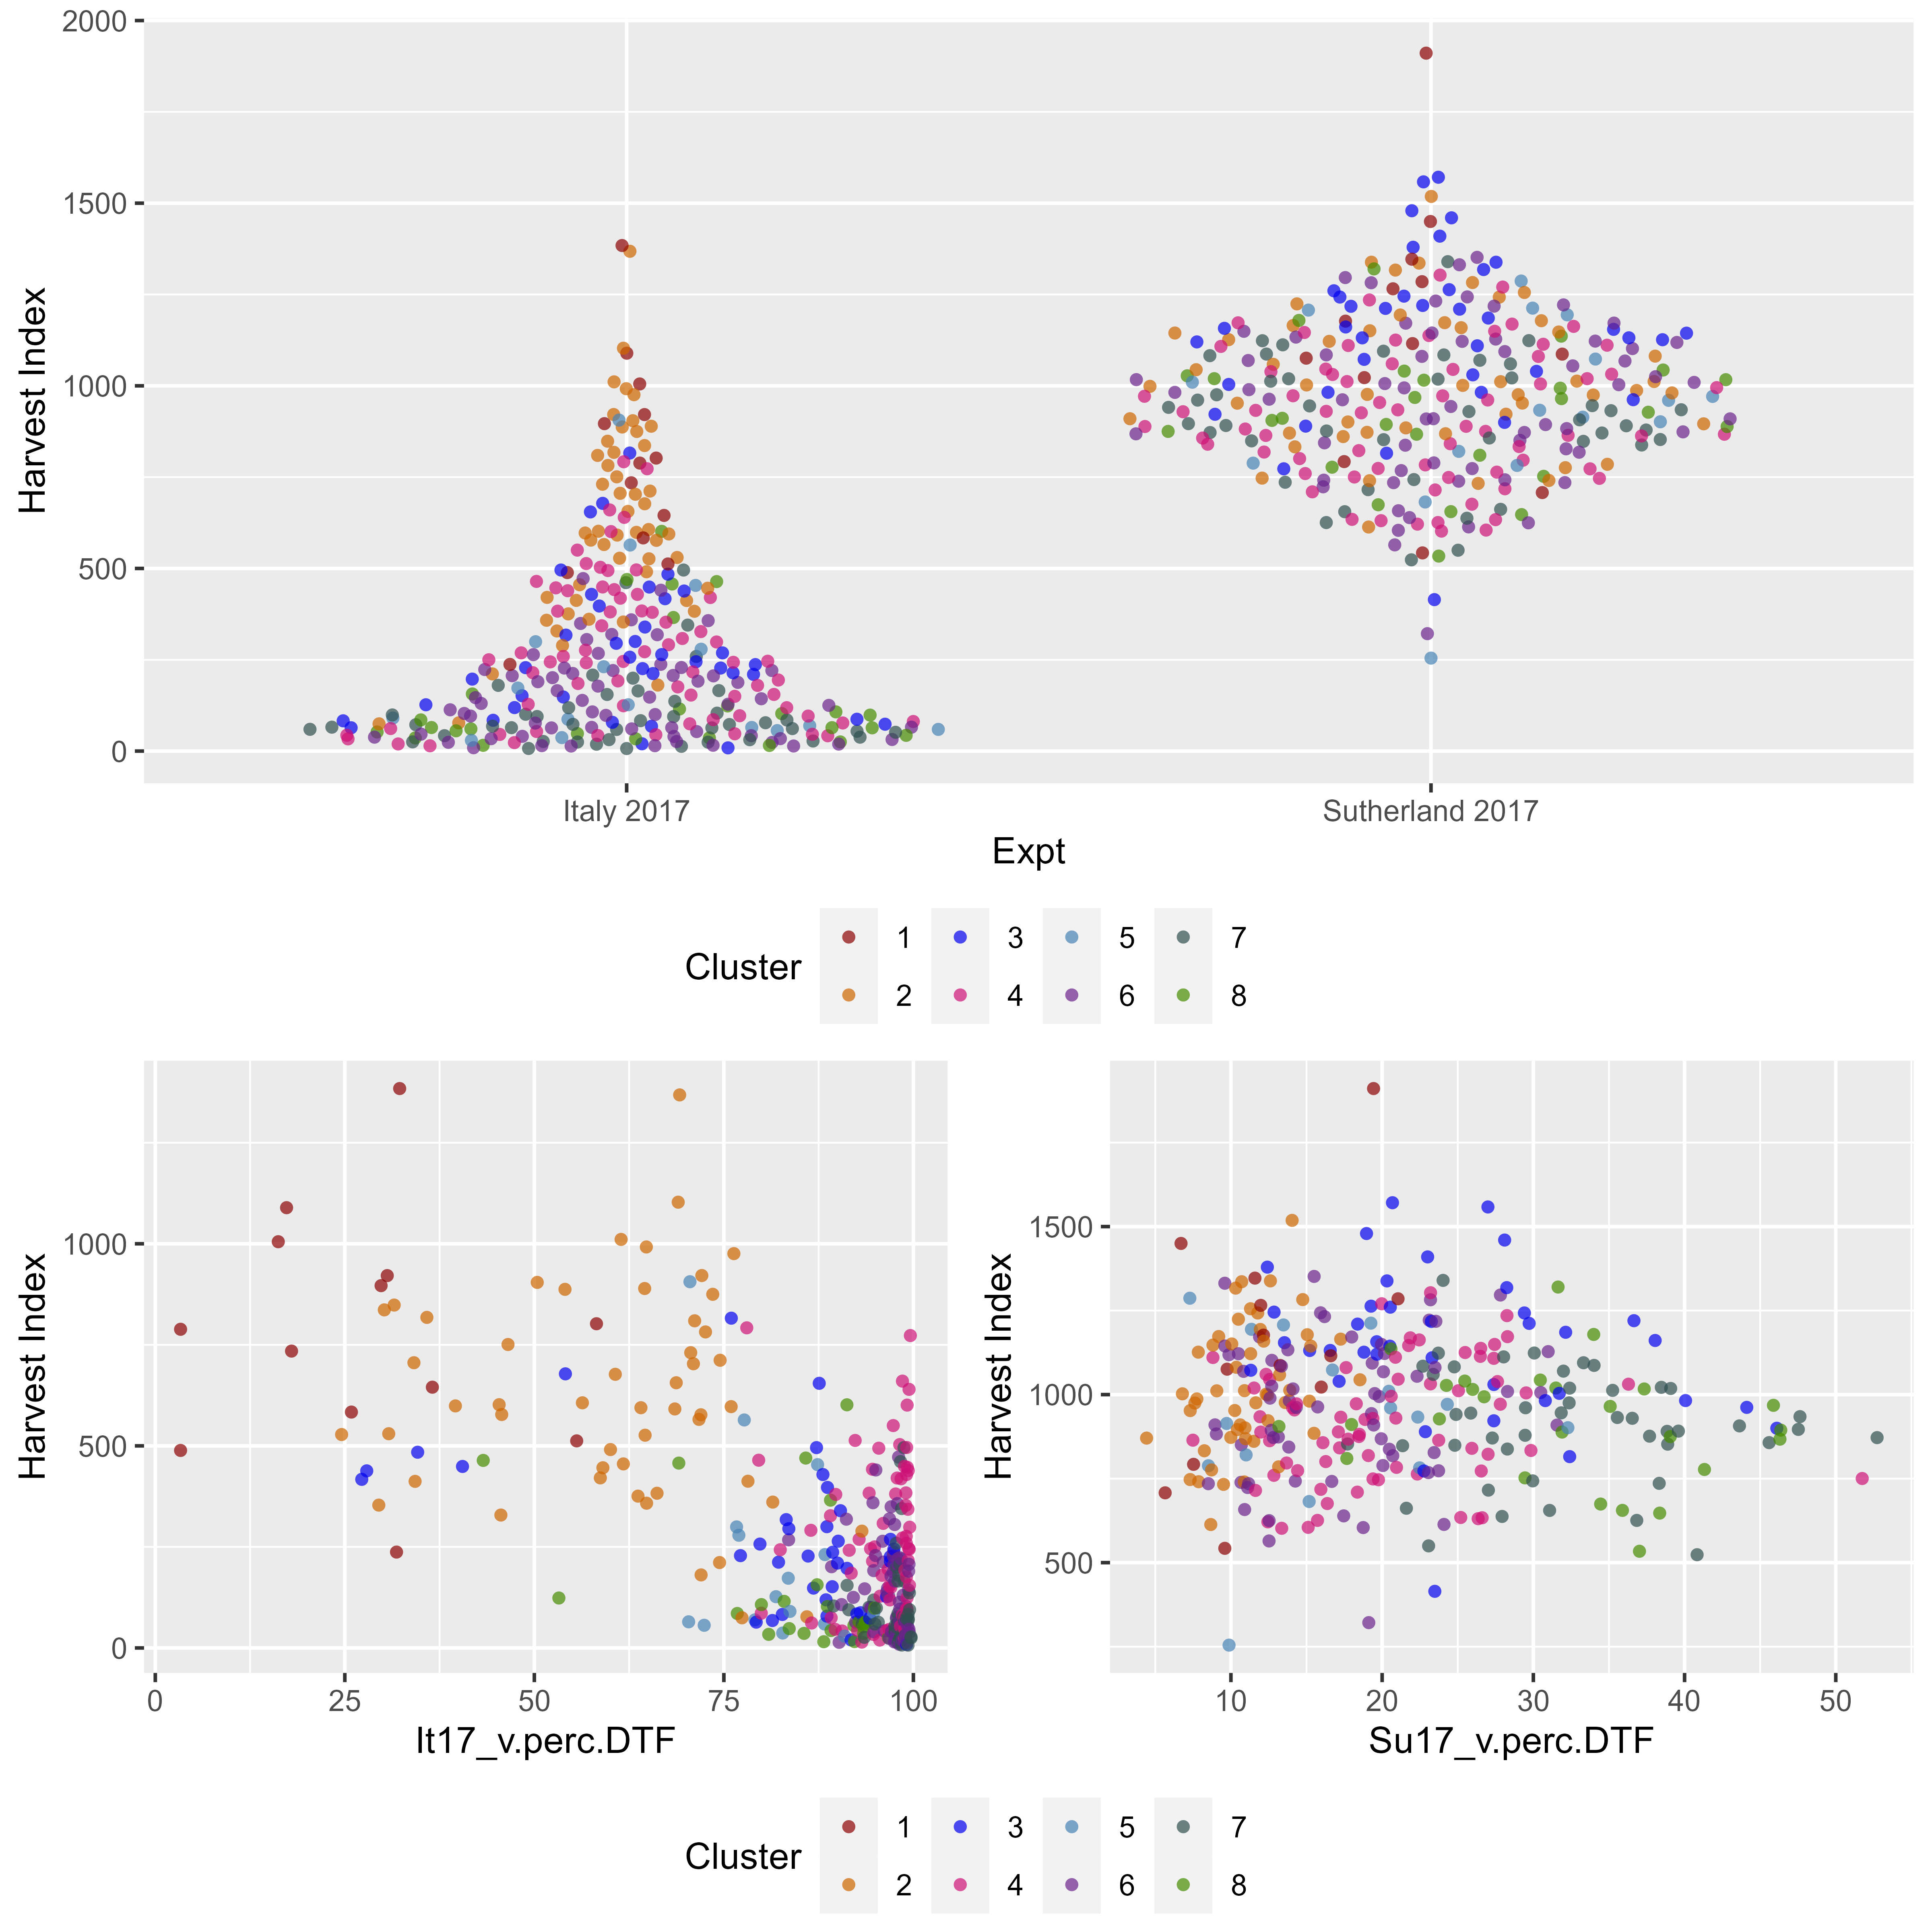 2000
1500
1000
500
0
Harvest Index
Italy 2017
Sutherland 2017
Expt
Cluster
1 3 5 7
2 4 6 8
1000
500
0
Harvest Index
0 25 50 75 100
It17_v.perc.DTF
1500
1000
500
Harvest Index
10 20 30 40 50
Su17_v.perc.DTF
Cluster
1 3 5 7
2 4 6 8